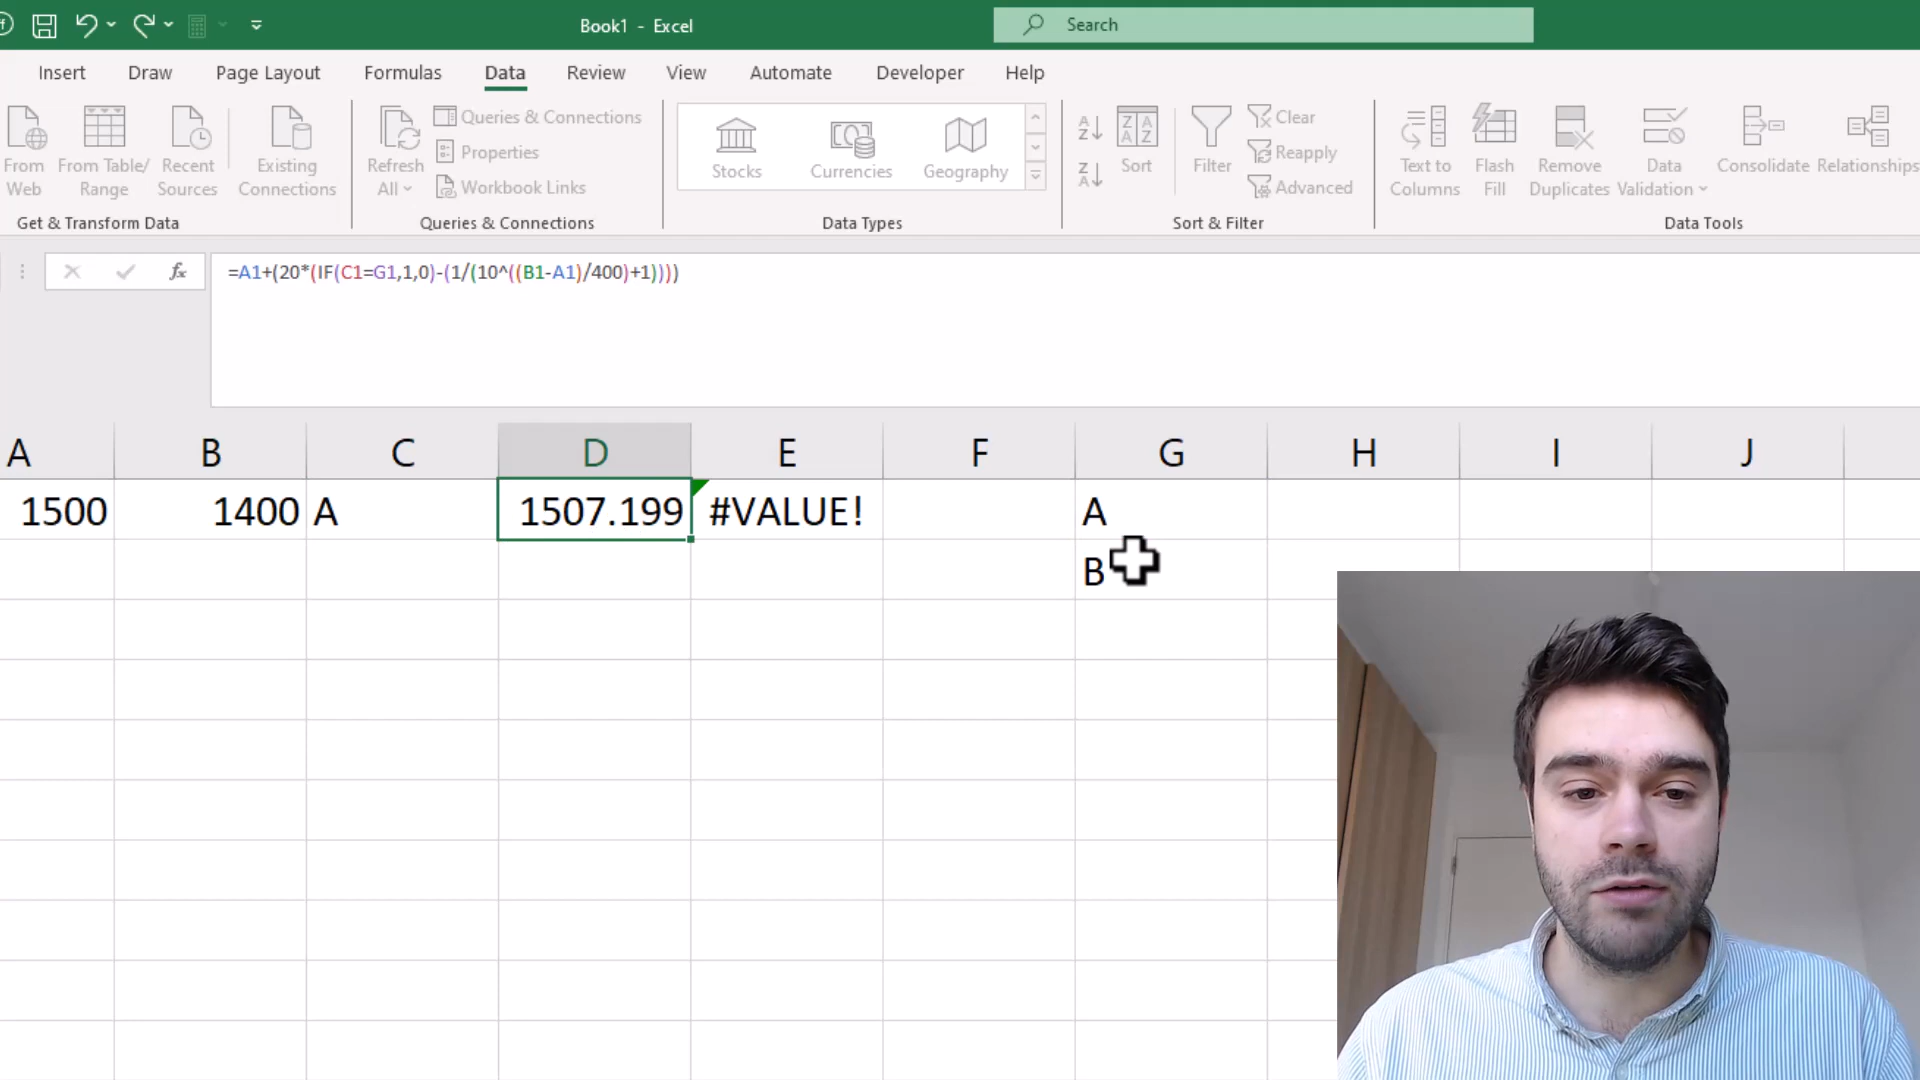 Book1 - Excel
Search
Insert Draw Page Layout Formulas Data Review View Automate Developer Help
From Web
From Table/ Range
Recent Sources
Existing Connections
Get & Transform Data
Refresh All
Queries & Connections
Properties
Workbook Links
Queries & Connections
Stocks
Currencies
Geography
Data Types
Sort
Filter
Clear
Reapply
Advanced
Sort & Filter
Text to Columns
Flash Fill
Remove Duplicates
Data Validation
Consolidate
Relationships
Data Tools
fx
=A1+(20*(IF(C1=G1,1,0)-(1/(10^((B1-A1)/400)+1))))
A B C D E F G H I J
1500 1400 A 1507.199 #VALUE! A
B